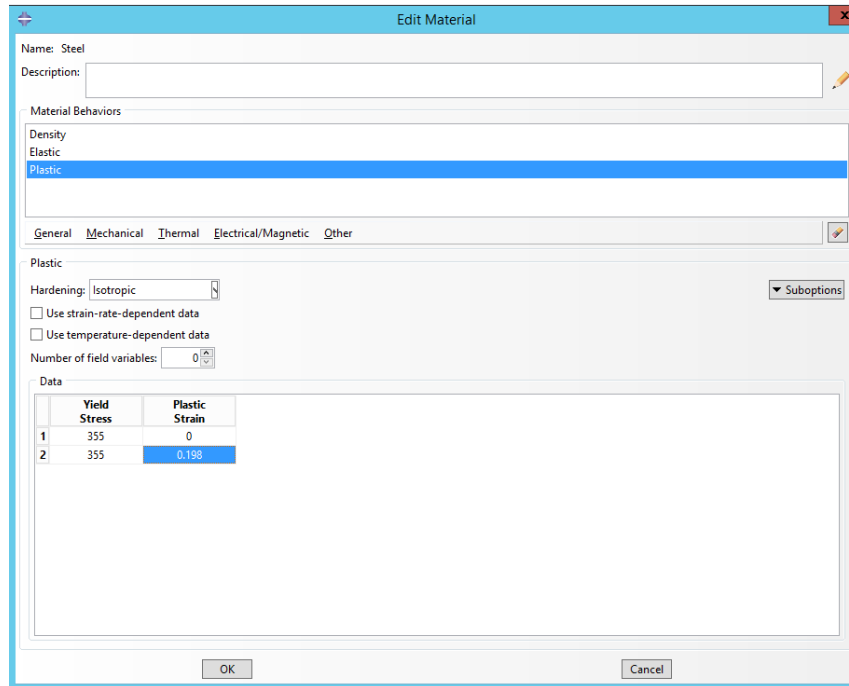 Edit Material
x
Name: Steel
Description:
Material Behaviors
Density
Elastic
Plastic
General Mechanical Thermal Electrical/Magnetic Other
Plastic
Hardening: Isotropic
Suboptions
Use strain-rate-dependent data
Use temperature-dependent data
Number of field variables: 0
Data
Yield Stress Plastic Strain
1 355 0
2 355 0.198
OK Cancel